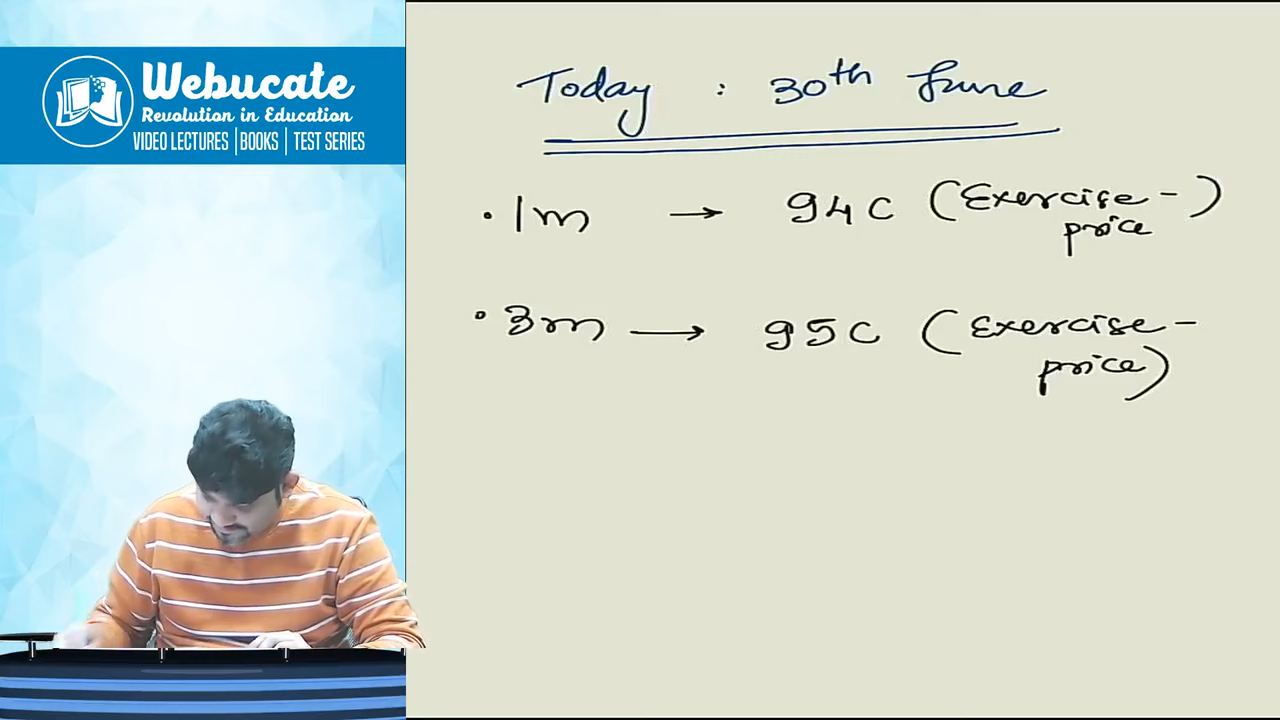 Webucate
Revolution in Education
VIDEO LECTURES | BOOKS | TEST SERIES
Today : 30th June
• 1m → 94C (Exercise-
price)
• 3m → 95C (Exercise-
price)